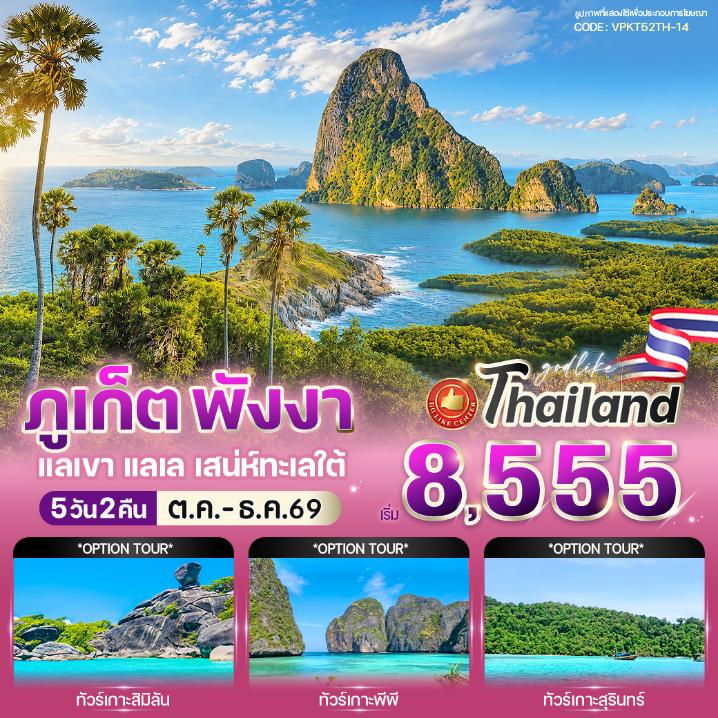 รูปภาพที่แสดงใช้เพื่อประกอบการโฆษณา
CODE : VPKT52TH-14
ภูเก็ต พังงา
แลเขา แลเล เสน่ห์ทะเลใต้
5 วัน 2 คืน ต.ค. - ธ.ค. 69
godlike
Thailand
GG LIKE CENTER
เริ่ม 8,555
*OPTION TOUR*
ทัวร์เกาะสิมิลัน
*OPTION TOUR*
ทัวร์เกาะพีพี
*OPTION TOUR*
ทัวร์เกาะสุรินทร์